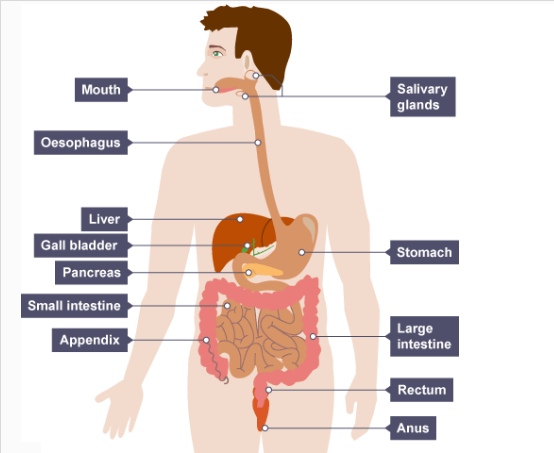 Mouth
Salivary
glands
Oesophagus
Liver
Gall bladder
Stomach
Pancreas
Small intestine
Large
intestine
Appendix
Rectum
Anus